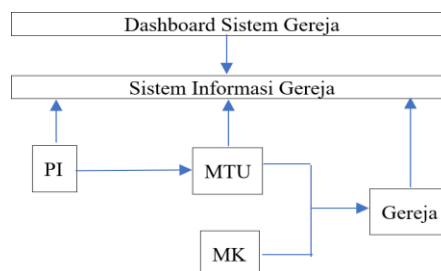 Dashboard Sistem Gereja
Sistem Informasi Gereja
PI
MTU
Gereja
MK